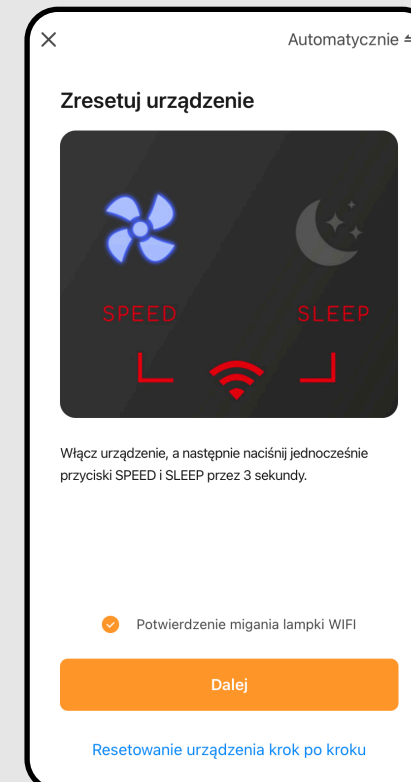 Automatycznie
Zresetuj urządzenie
SPEED SLEEP
Włącz urządzenie, a następnie naciśnij jednocześnie
przyciski SPEED i SLEEP przez 3 sekundy.
Potwierdzenie migania lampki WIFI
Dalej
Resetowanie urządzenia krok po kroku